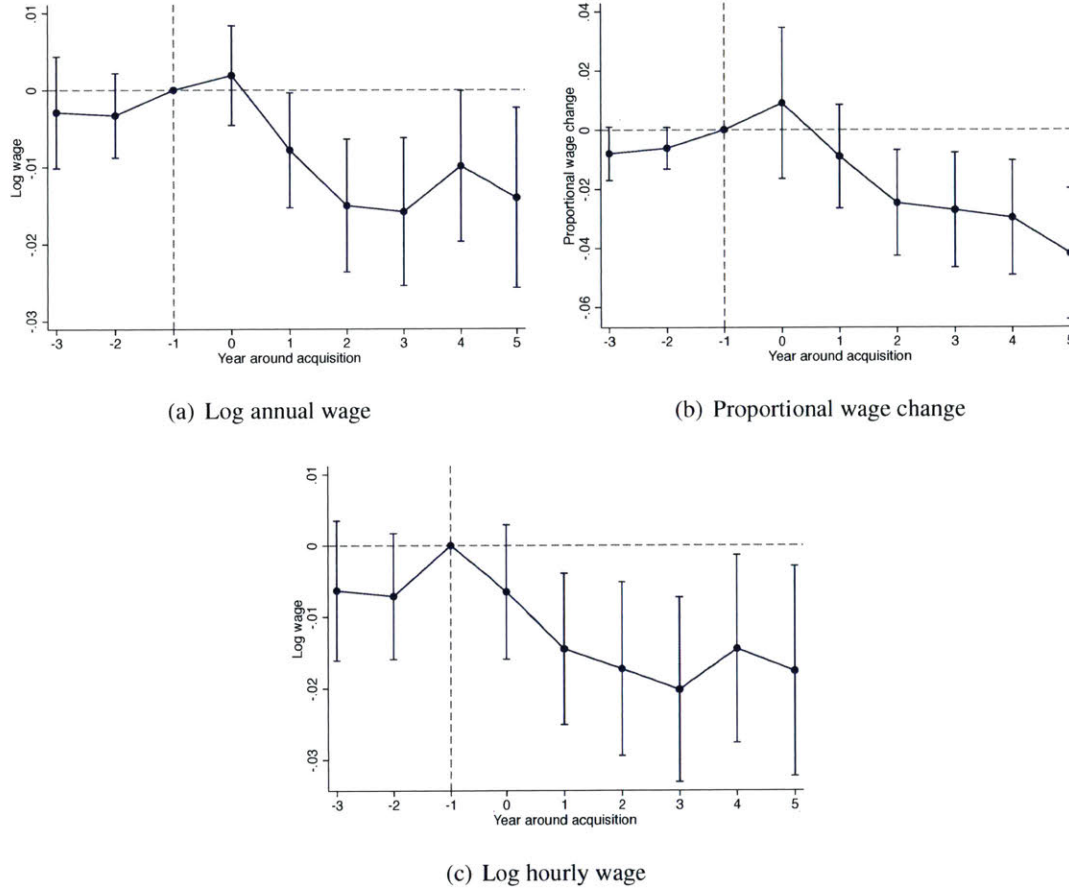 .01
0
-.01
-.02
-.03
Log wage
-3 -2 -1 0 1 2 3 4 5
Year around acquisition
(a) Log annual wage
.04
.02
0
-.02
-.04
-.06
Proportional wage change
-3 -2 -1 0 1 2 3 4 5
Year around acquisition
(b) Proportional wage change
.01
0
-.01
-.02
-.03
Log wage
-3 -2 -1 0 1 2 3 4 5
Year around acquisition
(c) Log hourly wage